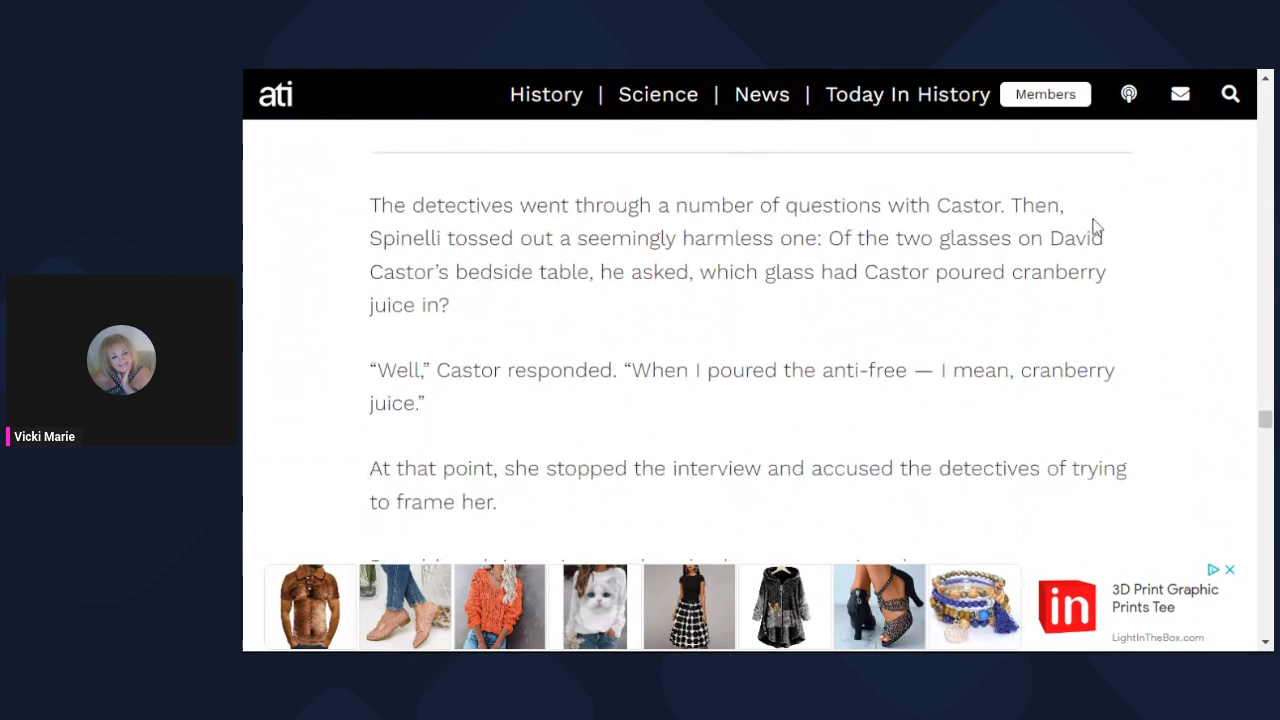 ati
History | Science | News | Today In History
Members
The detectives went through a number of questions with Castor. Then,
Spinelli tossed out a seemingly harmless one: Of the two glasses on David
Castor’s bedside table, he asked, which glass had Castor poured cranberry
juice in?
“Well,” Castor responded. “When I poured the anti-free — I mean, cranberry
juice.”
At that point, she stopped the interview and accused the detectives of trying
to frame her.
Vicki Marie
in
3D Print Graphic
Prints Tee
LightInTheBox.com